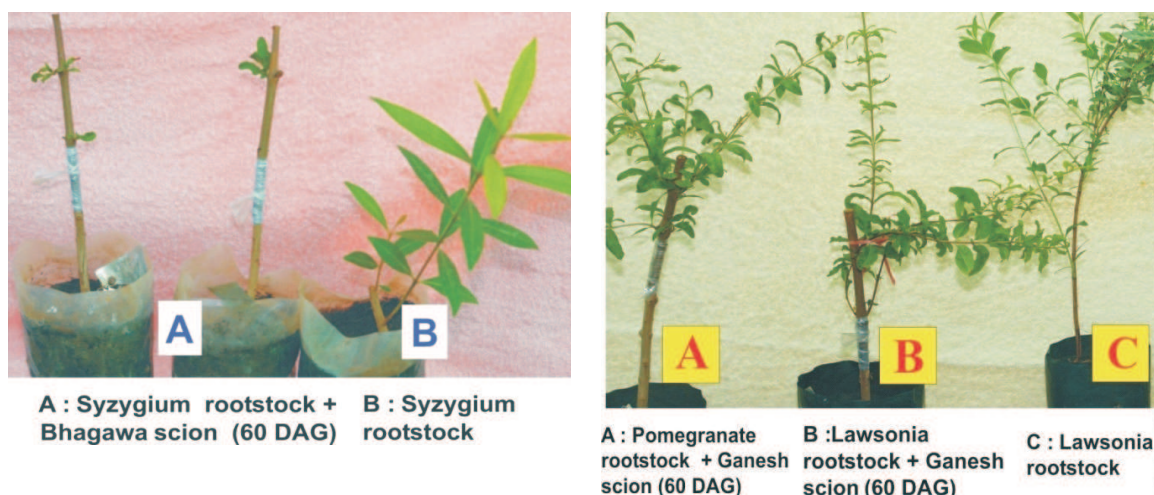 A
B
A : Syzygium rootstock +
Bhagawa scion (60 DAG)
B : Syzygium
rootstock
A
B
C
A : Pomegranate
rootstock + Ganesh
scion (60 DAG)
B :Lawsonia
rootstock + Ganesh
scion (60 DAG)
C : Lawsonia
rootstock